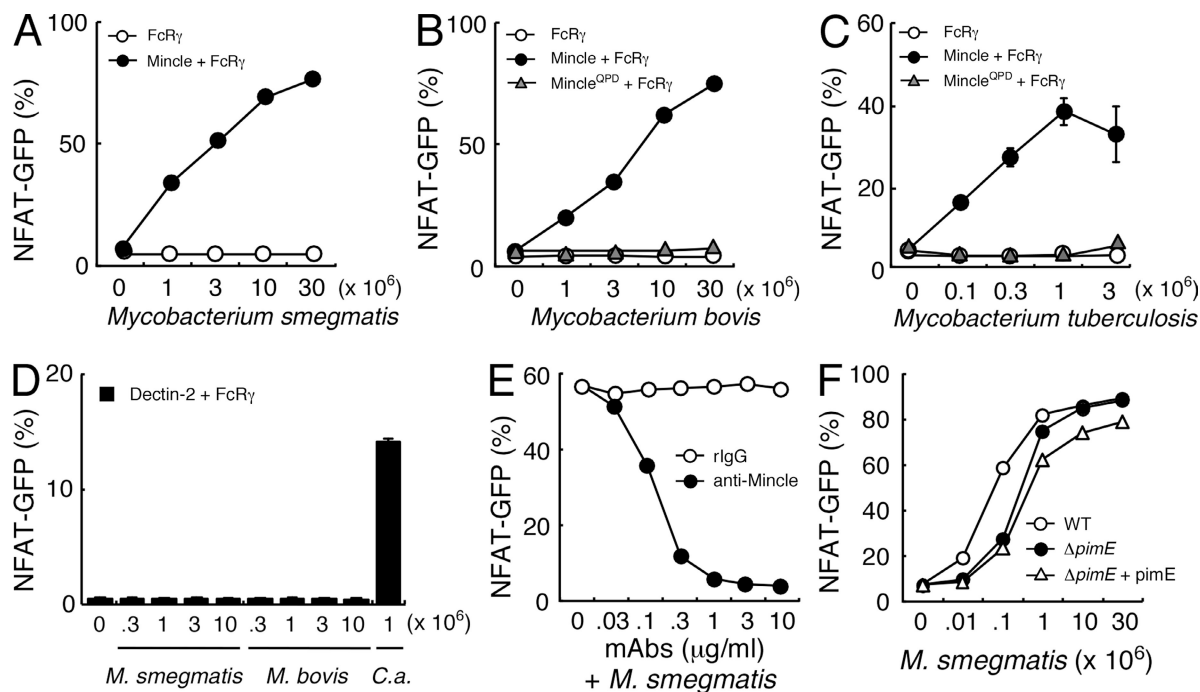 A
NFAT-GFP (%)
100
50
0
FcRγ
Mincle + FcRγ
0 1 3 10 30 (x 10⁶)
Mycobacterium smegmatis
B
NFAT-GFP (%)
100
50
0
FcRγ
Mincle + FcRγ
Mincle^QPD + FcRγ
0 1 3 10 30 (x 10⁶)
Mycobacterium bovis
C
NFAT-GFP (%)
60
40
20
0
FcRγ
Mincle + FcRγ
Mincle^QPD + FcRγ
0 0.1 0.3 1 3 (x 10⁶)
Mycobacterium tuberculosis
D
NFAT-GFP (%)
20
10
0
Dectin-2 + FcRγ
0 .3 1 3 10 .3 1 3 10 1 (x 10⁶)
M. smegmatis M. bovis C.a.
E
NFAT-GFP (%)
60
40
20
0
rIgG
anti-Mincle
0 .03 .1 .3 1 3 10
mAbs (μg/ml)
+ M. smegmatis
F
NFAT-GFP (%)
100
80
60
40
20
0
WT
ΔpimE
ΔpimE + pimE
0 .01 .1 1 10 30
M. smegmatis (x 10⁶)